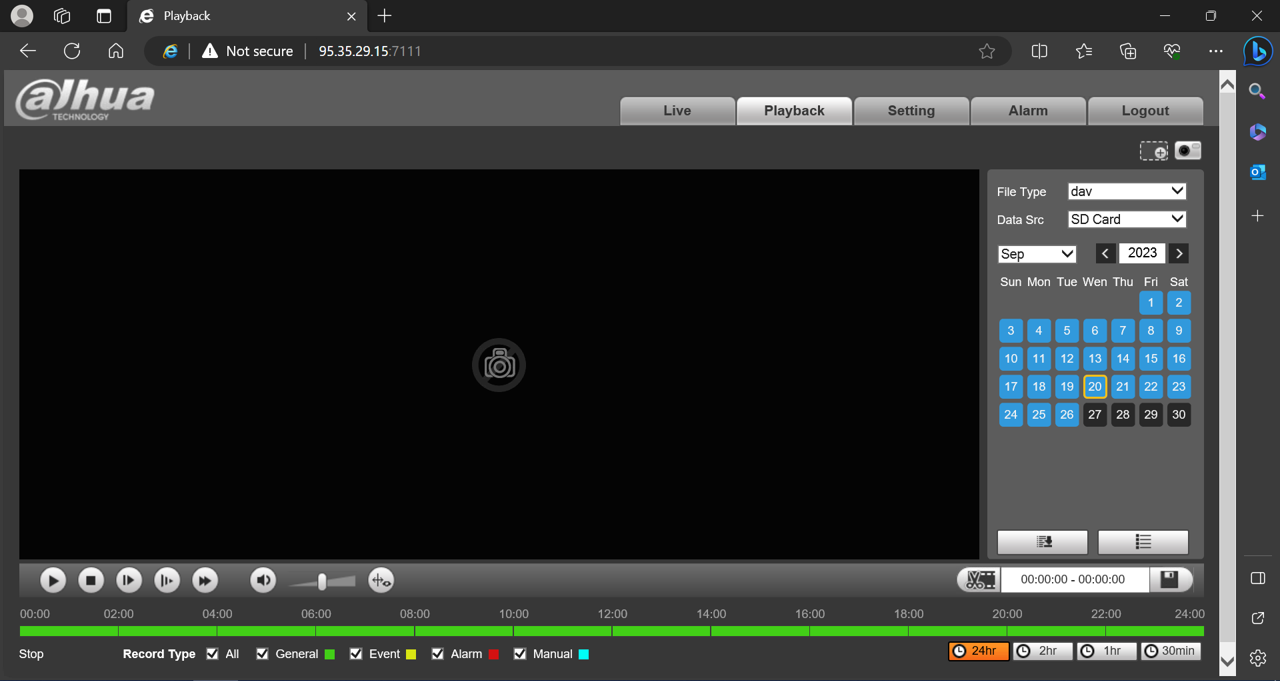 Playback
Not secure 95.35.29.15:7111
alhua
TECHNOLOGY
Live Playback Setting Alarm Logout
File Type dav
Data Src SD Card
Sep 2023
Sun Mon Tue Wen Thu Fri Sat
1 2
3 4 5 6 7 8 9
10 11 12 13 14 15 16
17 18 19 20 21 22 23
24 25 26 27 28 29 30
00:00:00 - 00:00:00
00:00 02:00 04:00 06:00 08:00 10:00 12:00 14:00 16:00 18:00 20:00 22:00 24:00
Stop Record Type All General Event Alarm Manual 24hr 2hr 1hr 30min